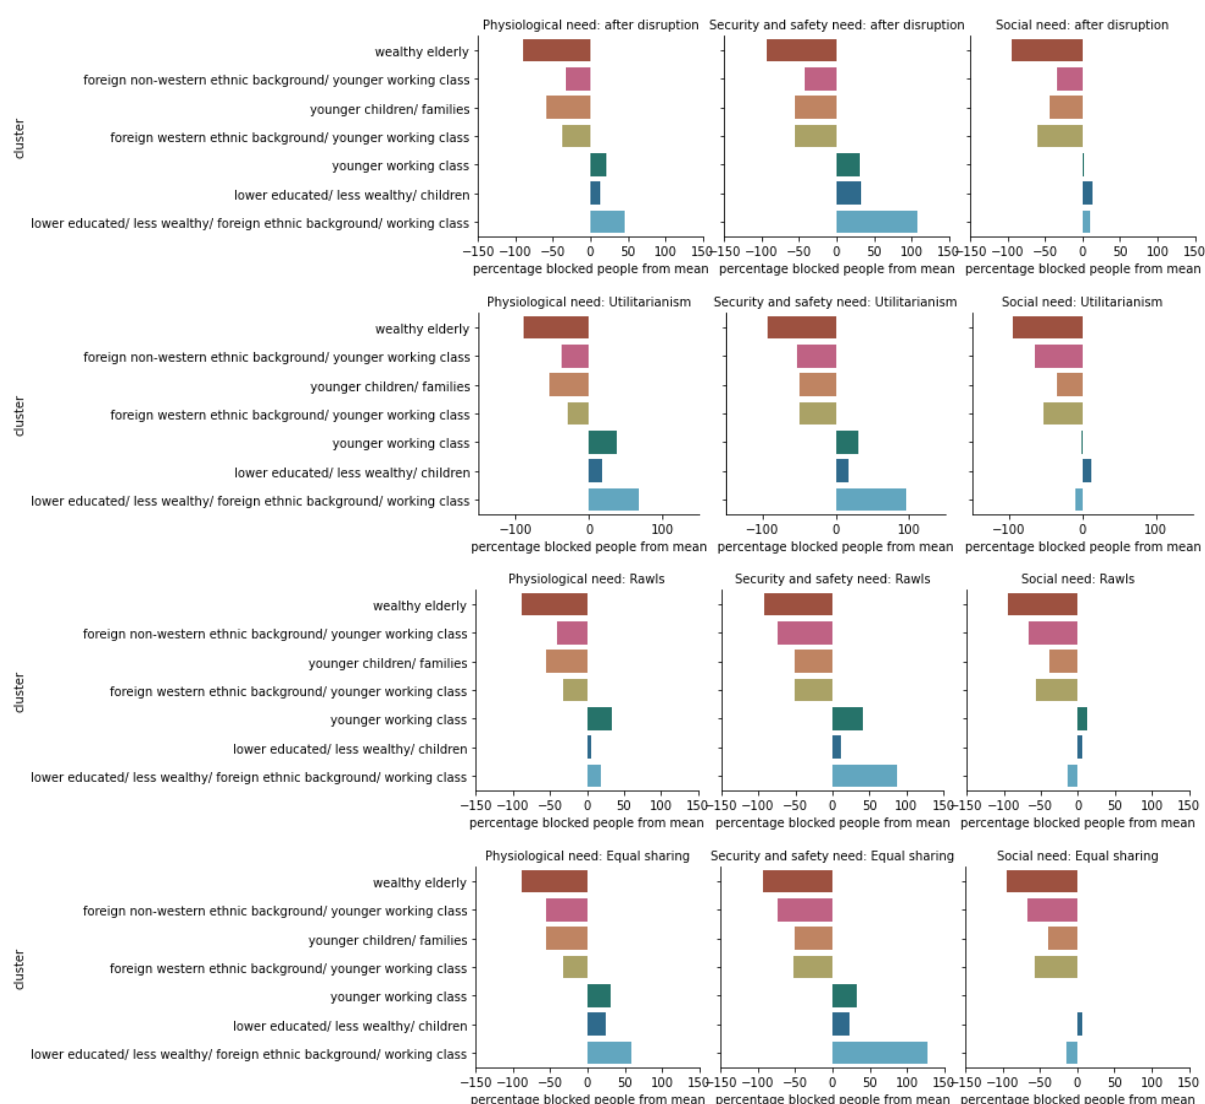 Physiological need: after disruption Security and safety need: after disruption Social need: after disruption
wealthy elderly
foreign non-western ethnic background/ younger working class
younger children/ families
foreign western ethnic background/ younger working class
younger working class
lower educated/ less wealthy/ children
lower educated/ less wealthy/ foreign ethnic background/ working class
cluster
−150 −100 −50 0 50 100 150 −150 −100 −50 0 50 100 150 −150 −100 −50 0 50 100 150
percentage blocked people from mean percentage blocked people from mean percentage blocked people from mean
Physiological need: Utilitarianism Security and safety need: Utilitarianism Social need: Utilitarianism
wealthy elderly
foreign non-western ethnic background/ younger working class
younger children/ families
foreign western ethnic background/ younger working class
younger working class
lower educated/ less wealthy/ children
lower educated/ less wealthy/ foreign ethnic background/ working class
cluster
−100 0 100 −100 0 100 −100 0 100
percentage blocked people from mean percentage blocked people from mean percentage blocked people from mean
Physiological need: Rawls Security and safety need: Rawls Social need: Rawls
wealthy elderly
foreign non-western ethnic background/ younger working class
younger children/ families
foreign western ethnic background/ younger working class
younger working class
lower educated/ less wealthy/ children
lower educated/ less wealthy/ foreign ethnic background/ working class
cluster
−150 −100 −50 0 50 100 150 −150 −100 −50 0 50 100 150 −150 −100 −50 0 50 100 150
percentage blocked people from mean percentage blocked people from mean percentage blocked people from mean
Physiological need: Equal sharing Security and safety need: Equal sharing Social need: Equal sharing
wealthy elderly
foreign non-western ethnic background/ younger working class
younger children/ families
foreign western ethnic background/ younger working class
younger working class
lower educated/ less wealthy/ children
lower educated/ less wealthy/ foreign ethnic background/ working class
cluster
−150 −100 −50 0 50 100 150 −150 −100 −50 0 50 100 150 −150 −100 −50 0 50 100 150
percentage blocked people from mean percentage blocked people from mean percentage blocked people from mean